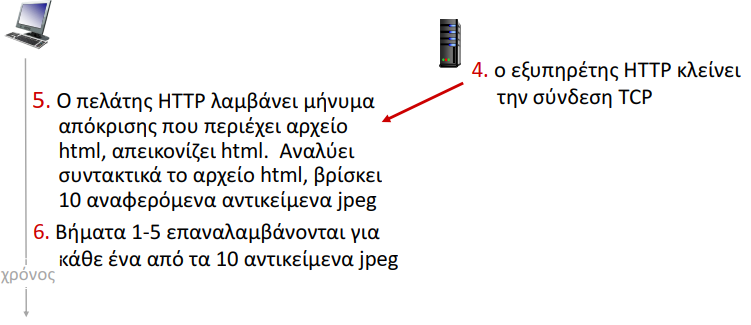 4. ο εξυπηρέτης HTTP κλείνει
την σύνδεση TCP
5. Ο πελάτης HTTP λαμβάνει μήνυμα
απόκρισης που περιέχει αρχείο
html, απεικονίζει html. Αναλύει
συντακτικά το αρχείο html, βρίσκει
10 αναφερόμενα αντικείμενα jpeg
6. Βήματα 1-5 επαναλαμβάνονται για
κάθε ένα από τα 10 αντικείμενα jpeg
χρόνος